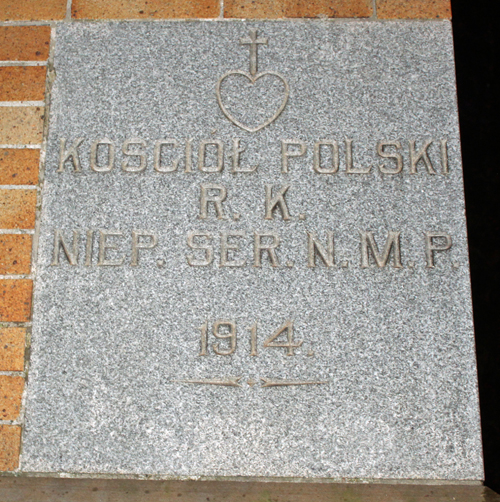 KOSCIOŁ POLSKI
R. K.
NIEP. SER. N. M. P.
1914.